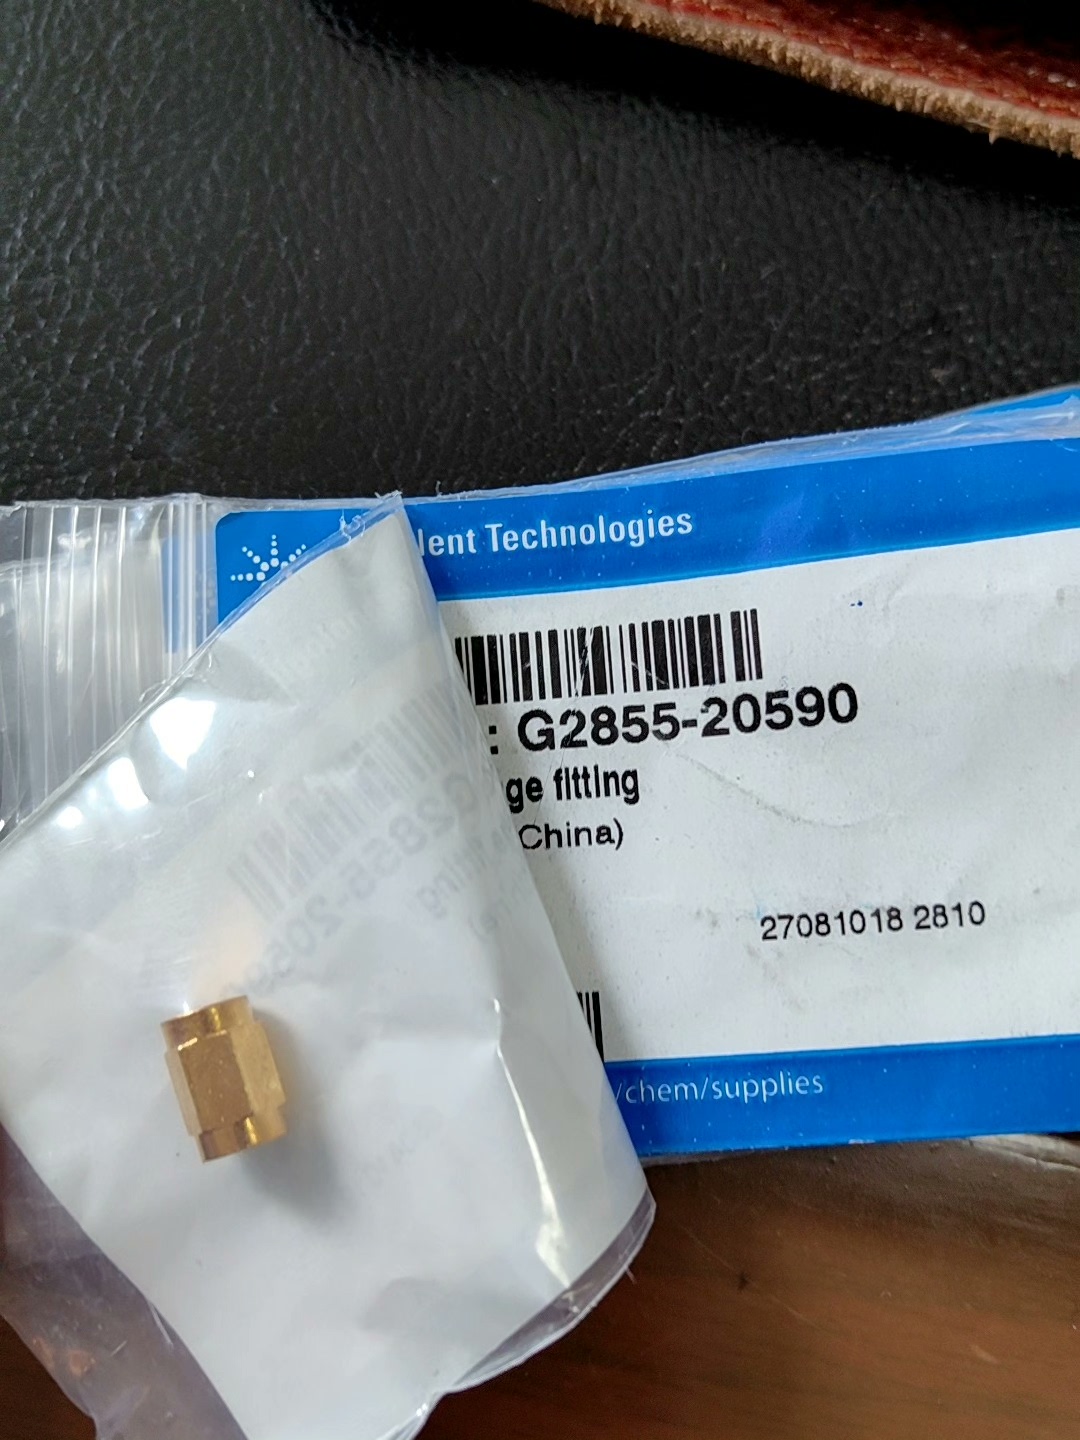 lent Technologies
: G2855-20590
ge fitting
China)
27081018 2810
/chem/supplies